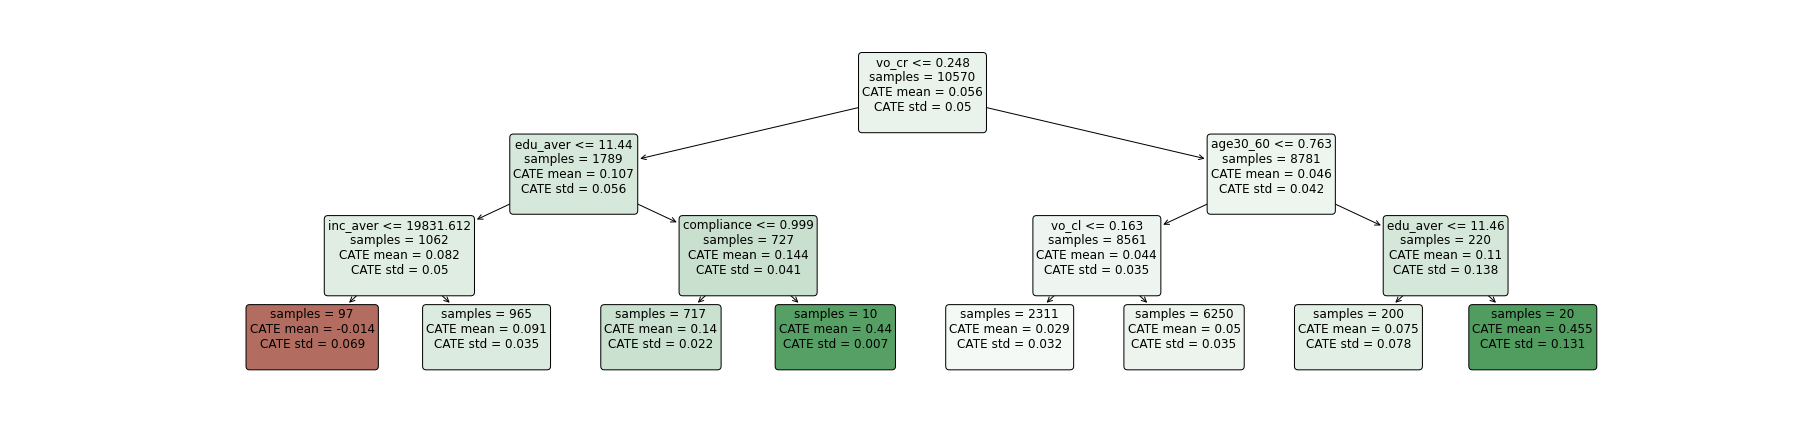 vo_cr <= 0.248
samples = 10570
CATE mean = 0.056
CATE std = 0.05
edu_aver <= 11.44
samples = 1789
CATE mean = 0.107
CATE std = 0.056
age30_60 <= 0.763
samples = 8781
CATE mean = 0.046
CATE std = 0.042
inc_aver <= 19831.612
samples = 1062
CATE mean = 0.082
CATE std = 0.05
compliance <= 0.999
samples = 727
CATE mean = 0.144
CATE std = 0.041
vo_cl <= 0.163
samples = 8561
CATE mean = 0.044
CATE std = 0.035
edu_aver <= 11.46
samples = 220
CATE mean = 0.11
CATE std = 0.138
samples = 97
CATE mean = -0.014
CATE std = 0.069
samples = 965
CATE mean = 0.091
CATE std = 0.035
samples = 717
CATE mean = 0.14
CATE std = 0.022
samples = 10
CATE mean = 0.44
CATE std = 0.007
samples = 2311
CATE mean = 0.029
CATE std = 0.032
samples = 6250
CATE mean = 0.05
CATE std = 0.035
samples = 200
CATE mean = 0.075
CATE std = 0.078
samples = 20
CATE mean = 0.455
CATE std = 0.131